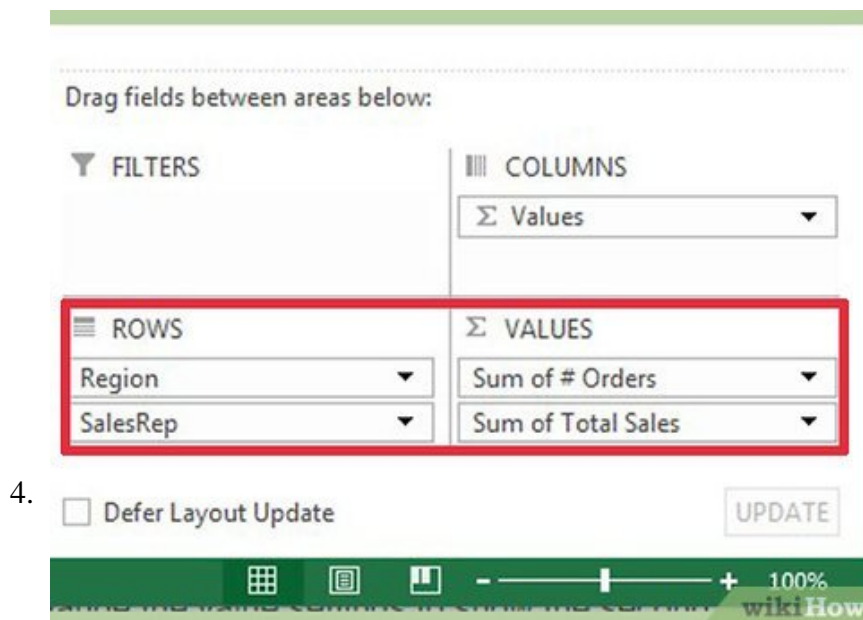 Drag fields between areas below:
FILTERS
COLUMNS
Σ Values
ROWS
Σ VALUES
Region
Sum of # Orders
SalesRep
Sum of Total Sales
4.
Defer Layout Update
UPDATE
- + 100%
wikiHow